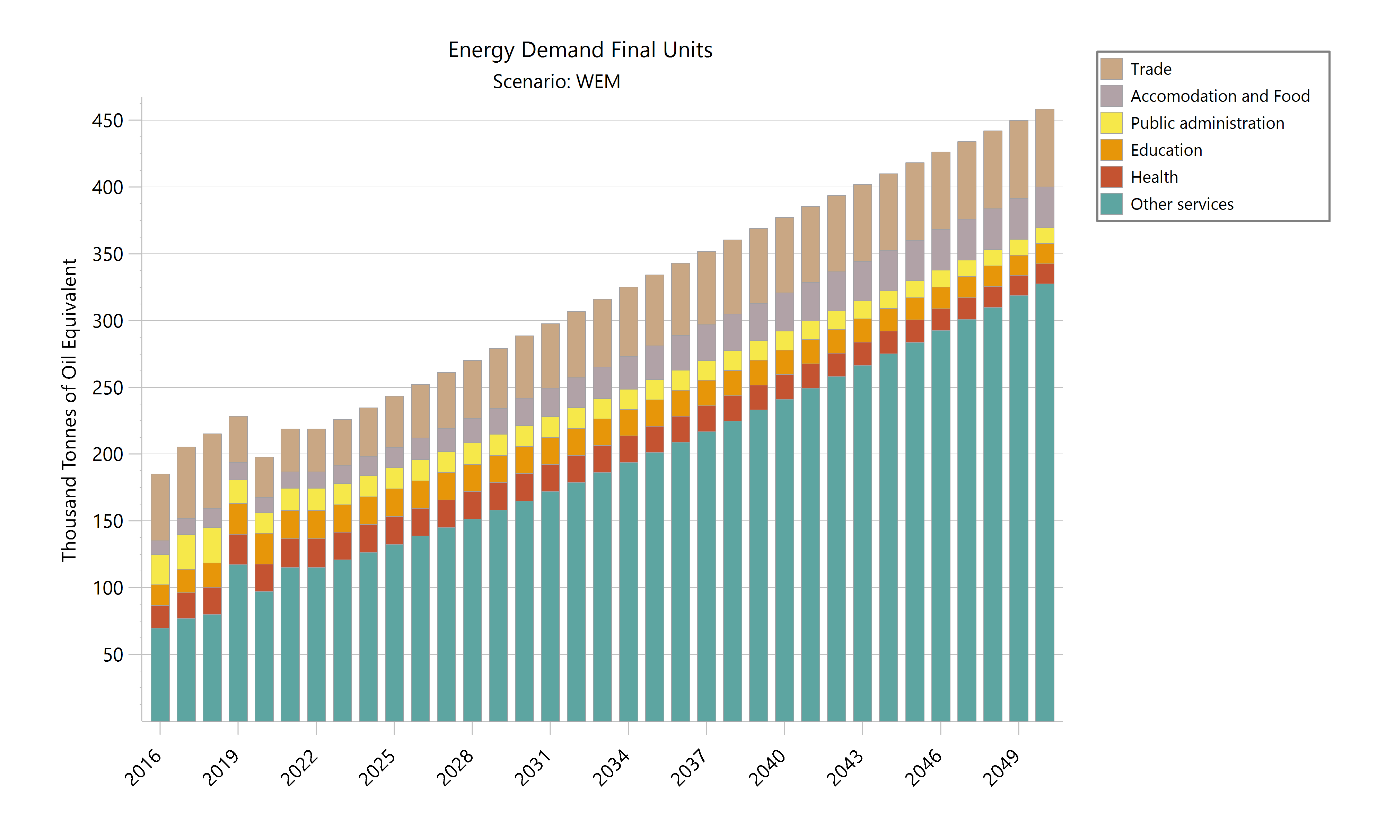 Energy Demand Final Units
Scenario: WEM
Trade
Accomodation and Food
Public administration
Education
Health
Other services
Thousand Tonnes of Oil Equivalent
450
400
350
300
250
200
150
100
50
2016
2019
2022
2025
2028
2031
2034
2037
2040
2043
2046
2049